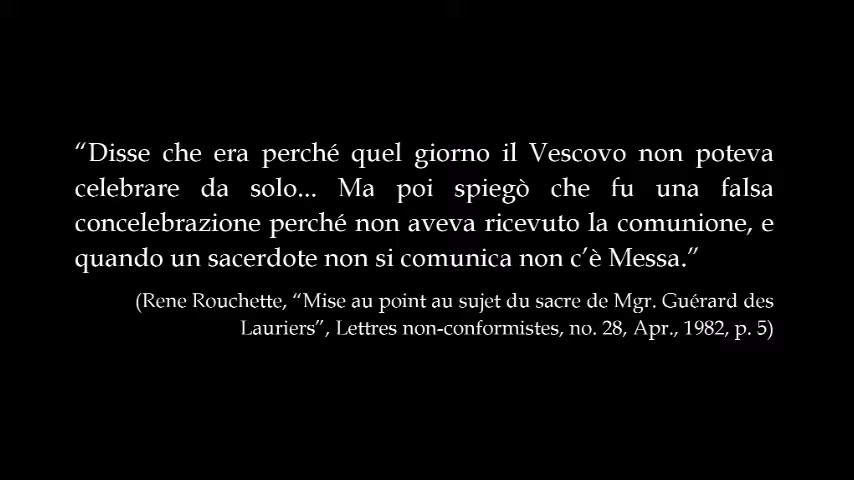 “Disse che era perché quel giorno il Vescovo non poteva
celebrare da solo... Ma poi spiegò che fu una falsa
concelebrazione perché non aveva ricevuto la comunione, e
quando un sacerdote non si comunica non c’è Messa.”
(Rene Rouchette, “Mise au point au sujet du sacre de Mgr. Guérard des
Lauriers”, Lettres non-conformistes, no. 28, Apr., 1982, p. 5)